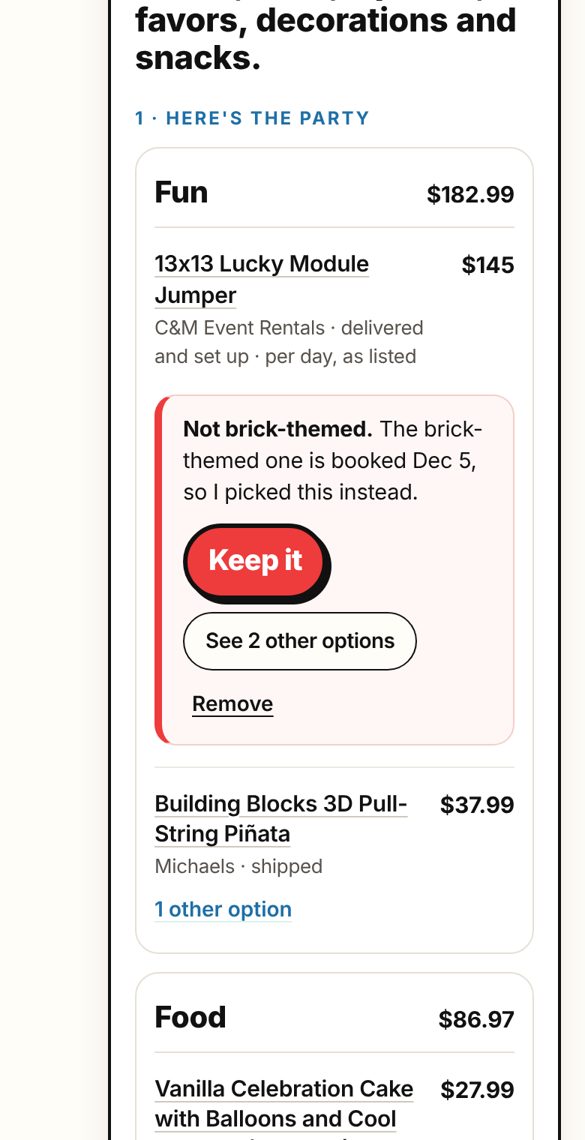 favors, decorations and
snacks.
1 · HERE'S THE PARTY
Fun
$182.99
13x13 Lucky Module
Jumper
$145
C&M Event Rentals · delivered
and set up · per day, as listed
Not brick-themed. The brick-
themed one is booked Dec 5,
so I picked this instead.
Keep it
See 2 other options
Remove
Building Blocks 3D Pull-
String Piñata
$37.99
Michaels · shipped
1 other option
Food
$86.97
Vanilla Celebration Cake
with Balloons and Cool
$27.99